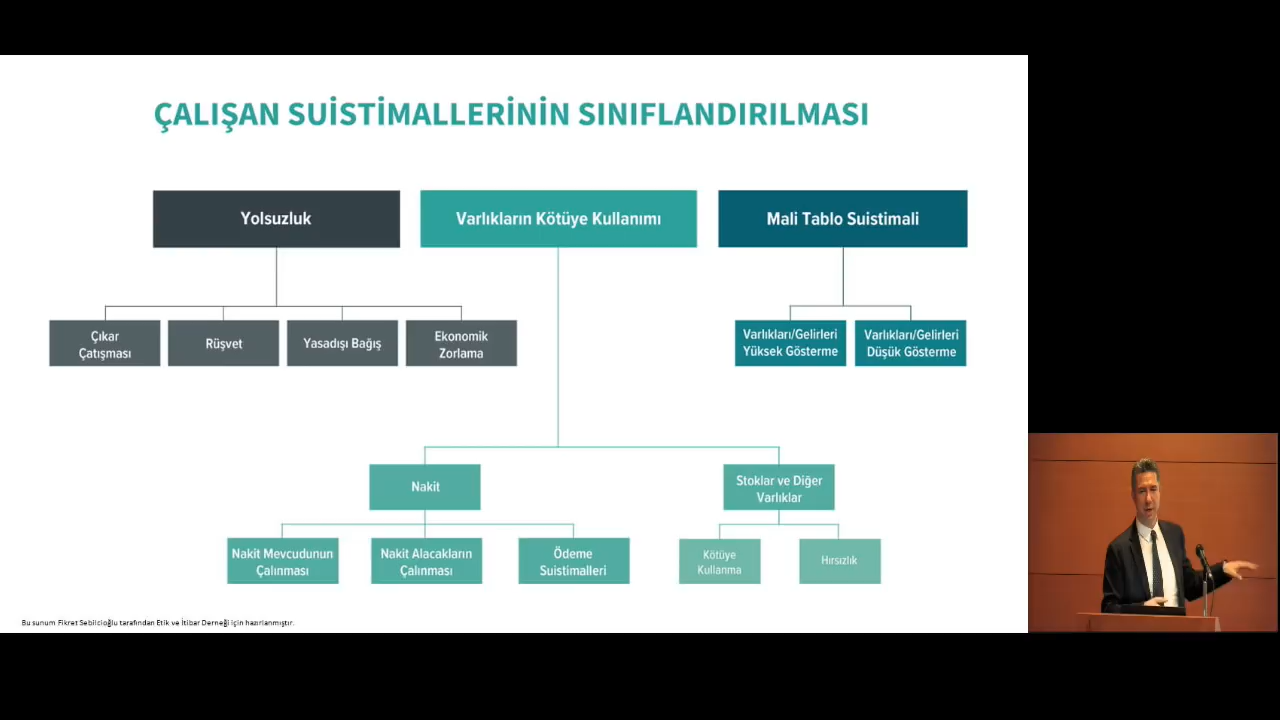 ÇALIŞAN SUİSTİMALLERİNİN SINIFLANDIRILMASI
Yolsuzluk
Varlıkların Kötüye Kullanımı
Mali Tablo Suistimali
Çıkar
Çatışması
Rüşvet
Yasadışı Bağış
Ekonomik
Zorlama
Varlıkları/Gelirleri
Yüksek Gösterme
Varlıkları/Gelirleri
Düşük Gösterme
Nakit
Stoklar ve Diğer
Varlıklar
Nakit Mevcudunun
Çalınması
Nakit Alacakların
Çalınması
Ödeme
Suistimalleri
Kötüye
Kullanma
Hırsızlık
Bu sunum Fikret Sebilcioğlu tarafından Etik ve İtibar Derneği için hazırlanmıştır.